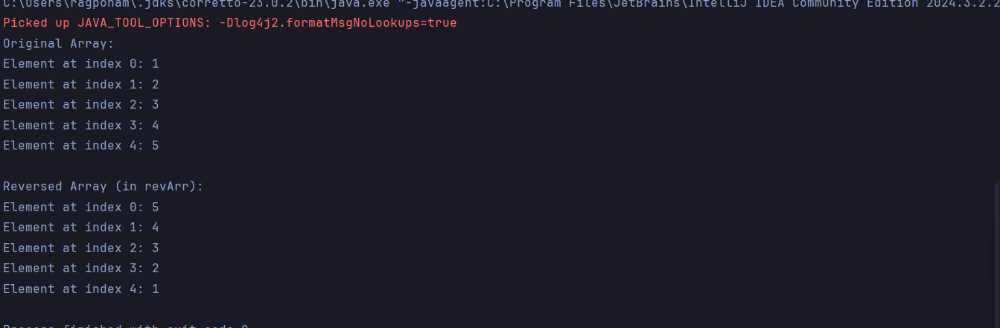 C:\Users\ragponam\.jdks\corretto-23.0.2\bin\java.exe "-javaagent:C:\Program Files\JetBrains\IntelliJ IDEA Community Edition 2024.3.2.2
Picked up JAVA_TOOL_OPTIONS: -Dlog4j2.formatMsgNoLookups=true
Original Array:
Element at index 0: 1
Element at index 1: 2
Element at index 2: 3
Element at index 3: 4
Element at index 4: 5
Reversed Array (in revArr):
Element at index 0: 5
Element at index 1: 4
Element at index 2: 3
Element at index 3: 2
Element at index 4: 1
Process finished with exit code 0